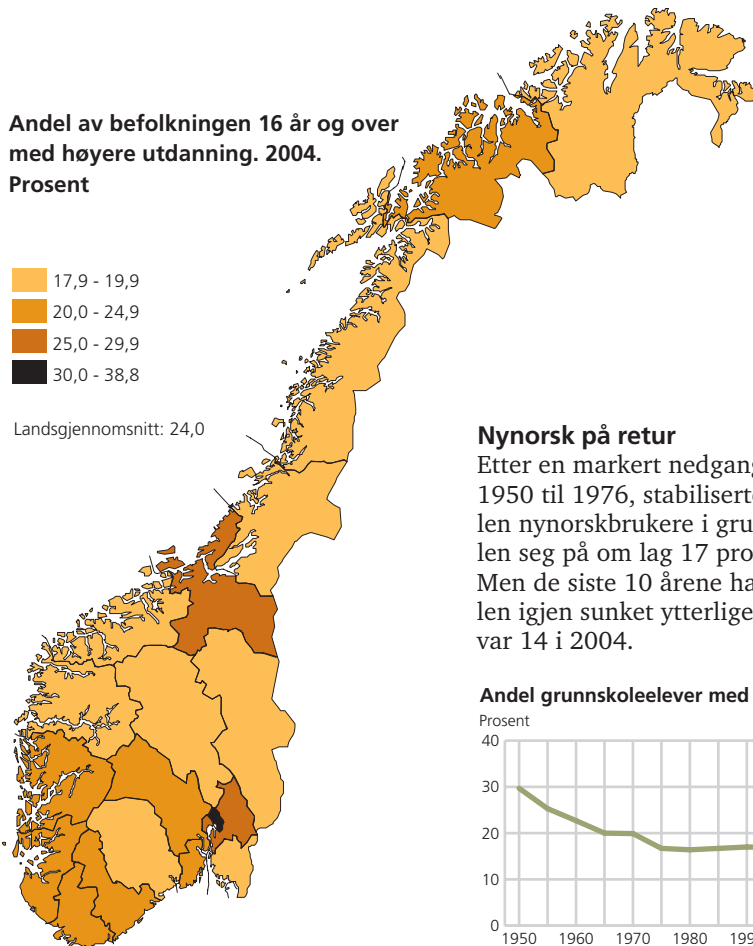 Andel av befolkningen 16 år og over
med høyere utdanning. 2004.
Prosent
17,9 - 19,9
20,0 - 24,9
25,0 - 29,9
30,0 - 38,8
Landsgjennomsnitt: 24,0
Nynorsk på retur
Etter en markert nedgang
1950 til 1976, stabiliserte
len nynorskbrukere i gru
len seg på om lag 17 pro
Men de siste 10 årene ha
len igjen sunket ytterlige
var 14 i 2004.
Andel grunnskoleelever med
Prosent
40
30
20
10
0
1950 1960 1970 1980 199